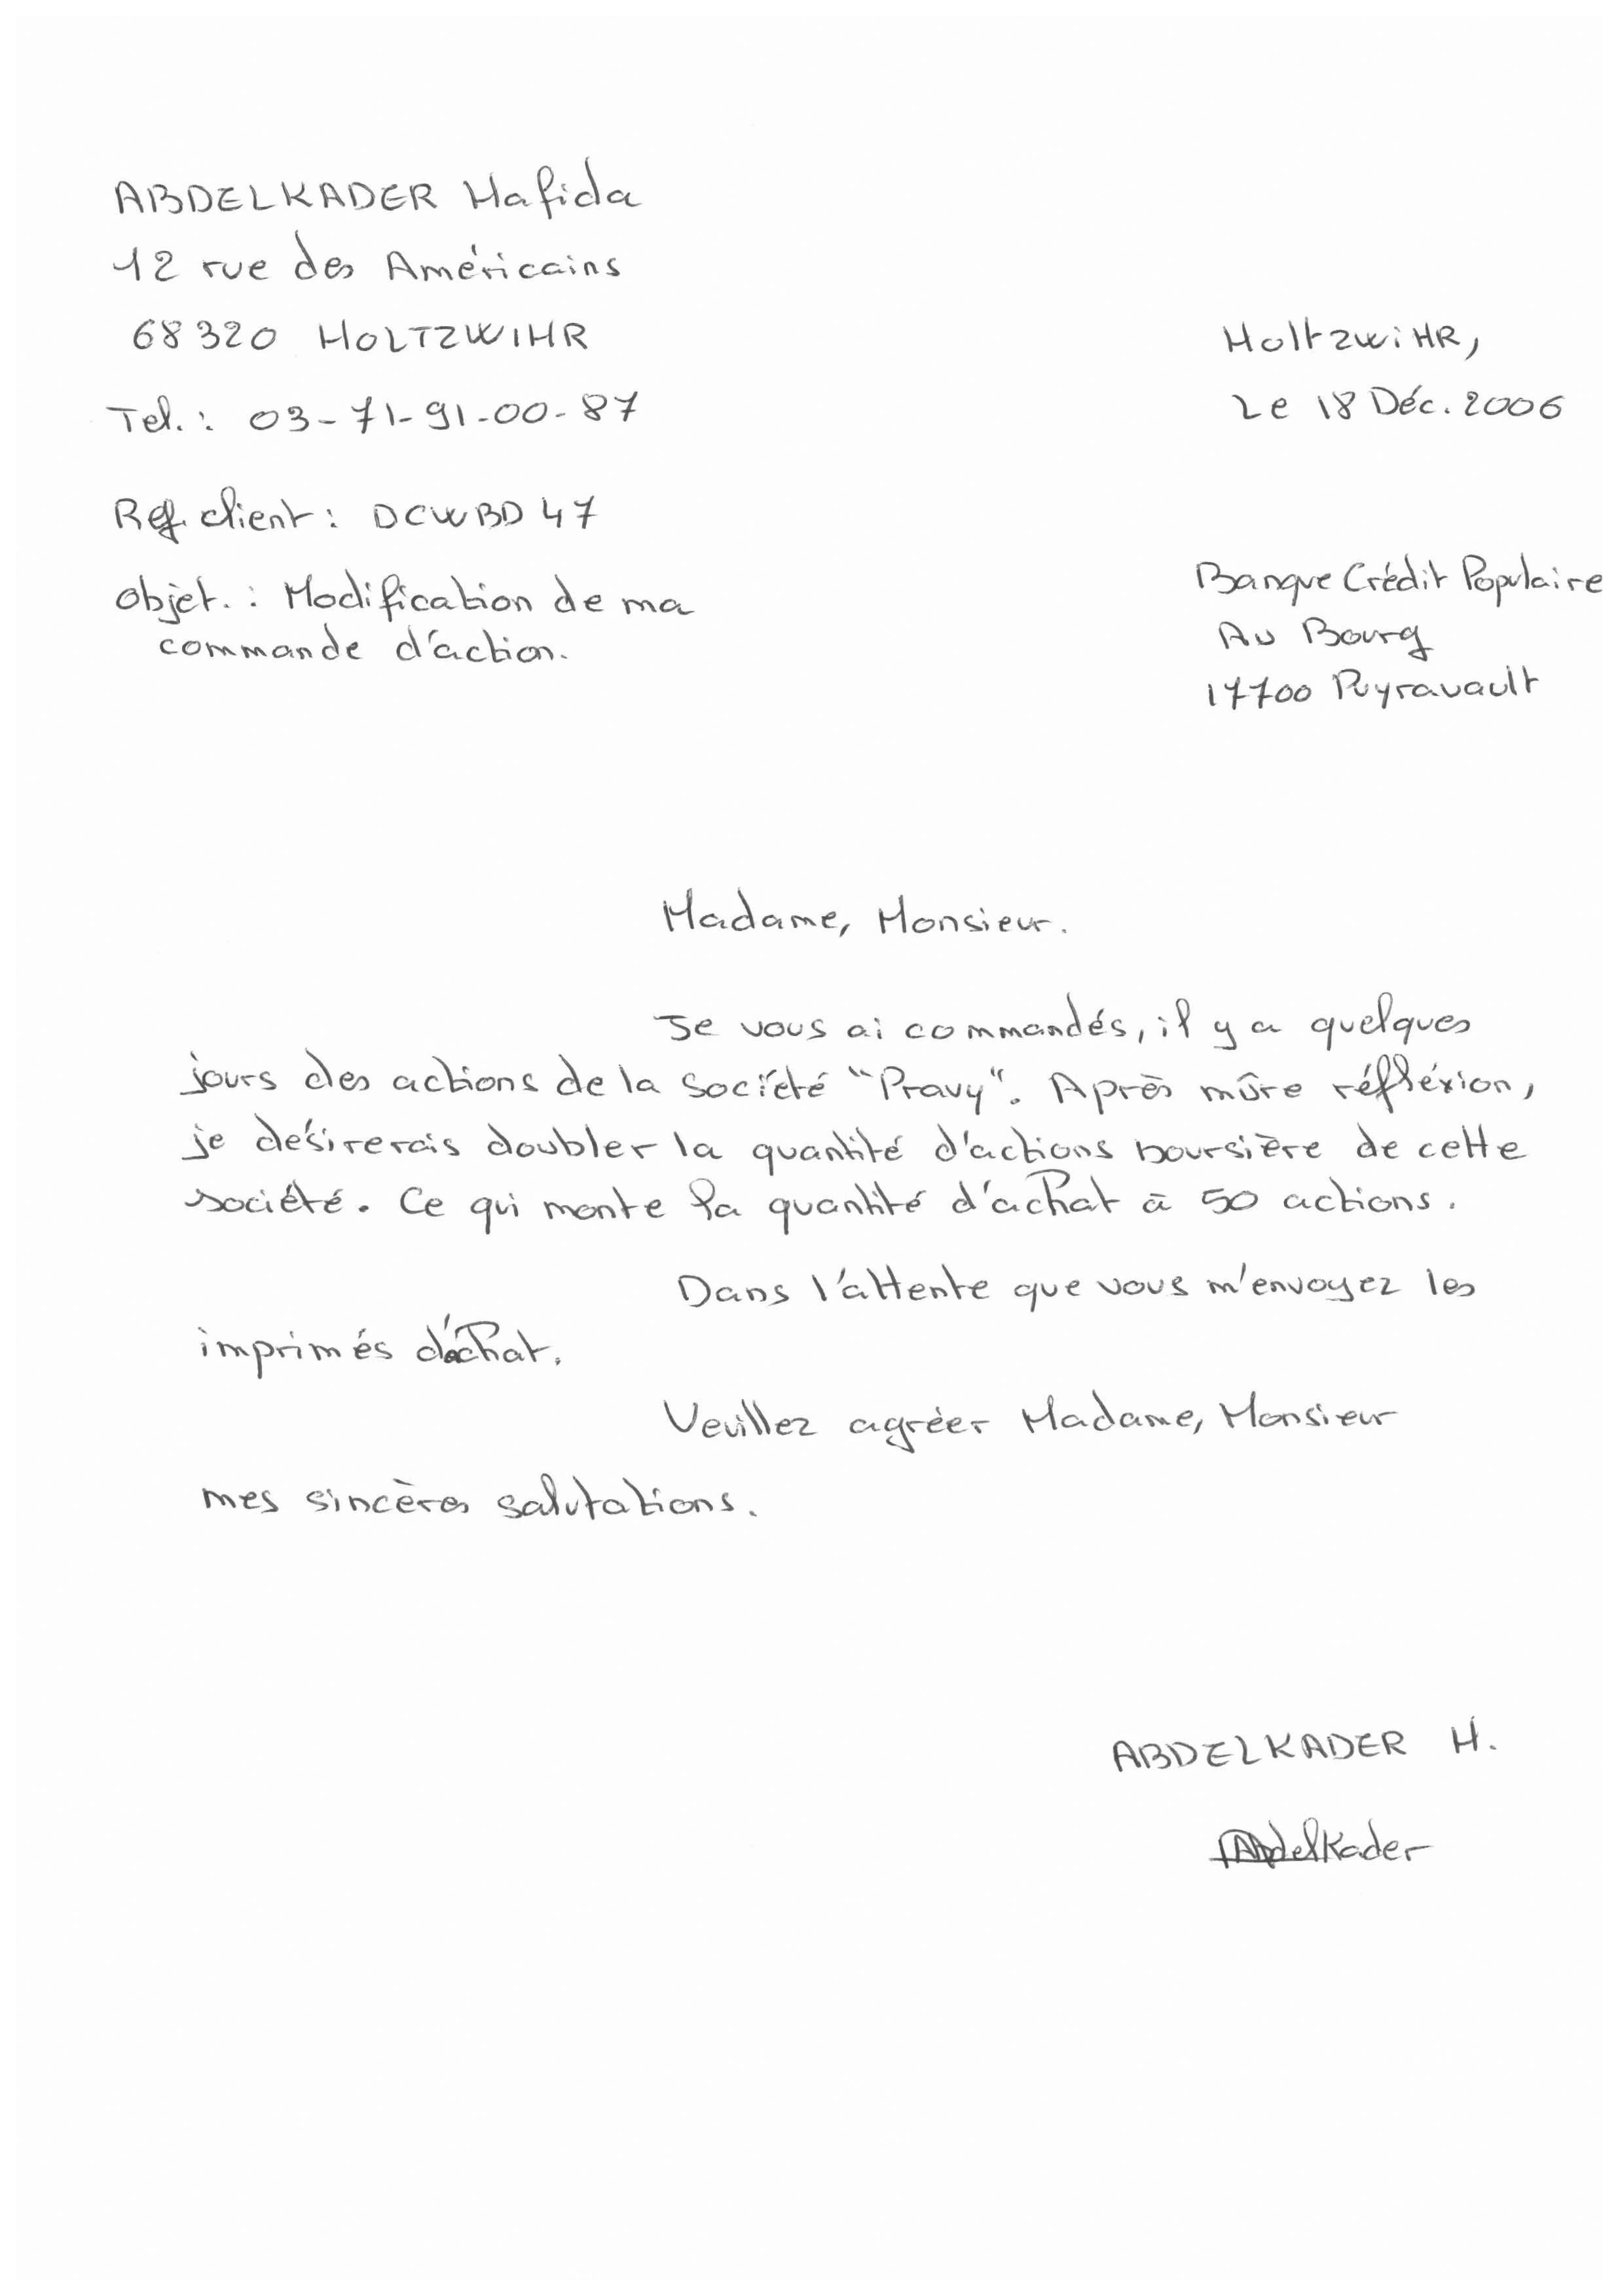 ABDELKADER Hafida
12 rue des Américains
68320 HOLTZWIHR
Tel. : 03-71-91-00-87
Holtzwihr,
Le 18 Déc. 2006
Ref. client : DCWBD 47
Objet. : Modification de ma
commande d'action.
Banque Crédit Populaire
Au Bourg
17700 Puyravault
Madame, Monsieur.
Je vous ai commandés, il y a quelques
jours des actions de la société "Pravy". Après mûre réfléxion,
je désirerais doubler la quantité d'actions boursière de cette
société. Ce qui monte la quantité d'achat à 50 actions.
Dans l'attente que vous m'envoyez les
imprimés d'achat.
Veuillez agréer Madame, Monsieur
mes sincères salutations.
ABDELKADER H.
Abdelkader